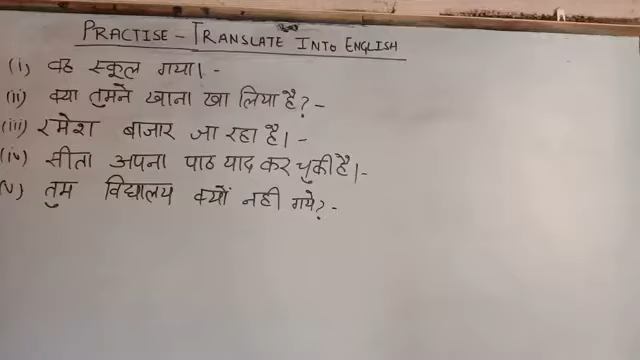 PRACTISE - TRANSLATE INTO ENGLISH
(i) वह स्कूल गया। -
(ii) क्या तुमने खाना खा लिया है? -
(iii) रमेश बाजार जा रहा है। -
(iv) सीता अपना पाठ याद कर चुकी है। -
(v) तुम विद्यालय क्यों नही गये? -